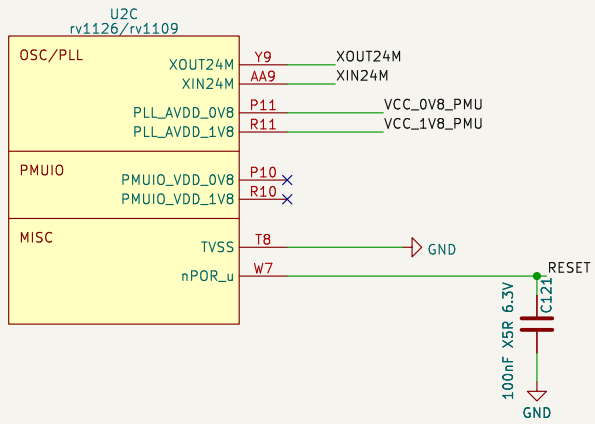 U2C
rv1126/rv1109
OSC/PLL
XOUT24M Y9 XOUT24M
XIN24M AA9 XIN24M
PLL_AVDD_0V8 P11 VCC_0V8_PMU
PLL_AVDD_1V8 R11 VCC_1V8_PMU
PMUIO
PMUIO_VDD_0V8 P10
PMUIO_VDD_1V8 R10
MISC
TVSS T8 GND
nPOR_u W7 RESET
C121
100nF X5R 6.3V
GND